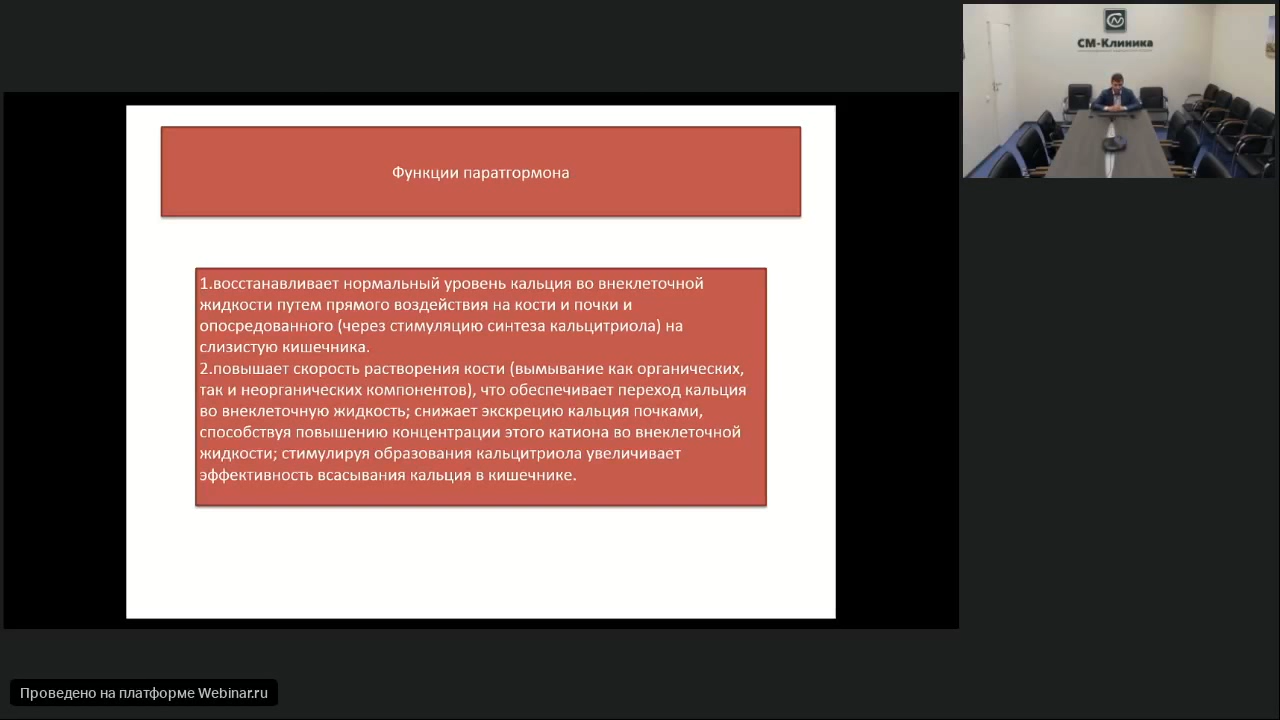 Функции паратгормона
1.восстанавливает нормальный уровень кальция во внеклеточной
жидкости путем прямого воздействия на кости и почки и
опосредованного (через стимуляцию синтеза кальцитриола) на
слизистую кишечника.
2.повышает скорость растворения кости (вымывание как органических,
так и неорганических компонентов), что обеспечивает переход кальция
во внеклеточную жидкость; снижает экскрецию кальция почками,
способствуя повышению концентрации этого катиона во внеклеточной
жидкости; стимулируя образования кальцитриола увеличивает
эффективность всасывания кальция в кишечнике.
СМ-Клиника
Проведено на платформе Webinar.ru